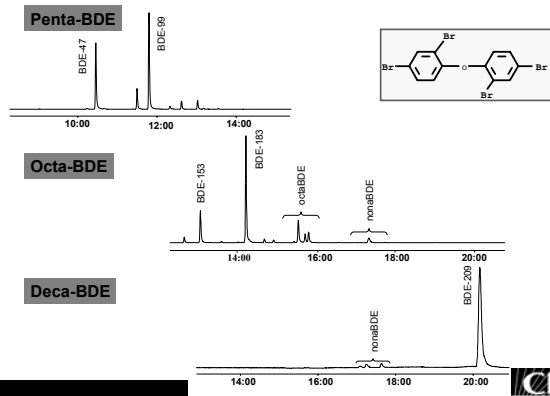 Penta-BDE
BDE-47
BDE-99
10:00 12:00 14:00
Br
Br
O
Br
Br
Octa-BDE
BDE-153
BDE-183
octaBDE
nonaBDE
14:00 16:00 18:00 20:00
Deca-BDE
nonaBDE
BDE-209
14:00 16:00 18:00 20:00